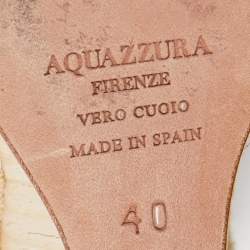 AQUAZZURA
FIRENZE
VERO CUOIO
MADE IN SPAIN
40